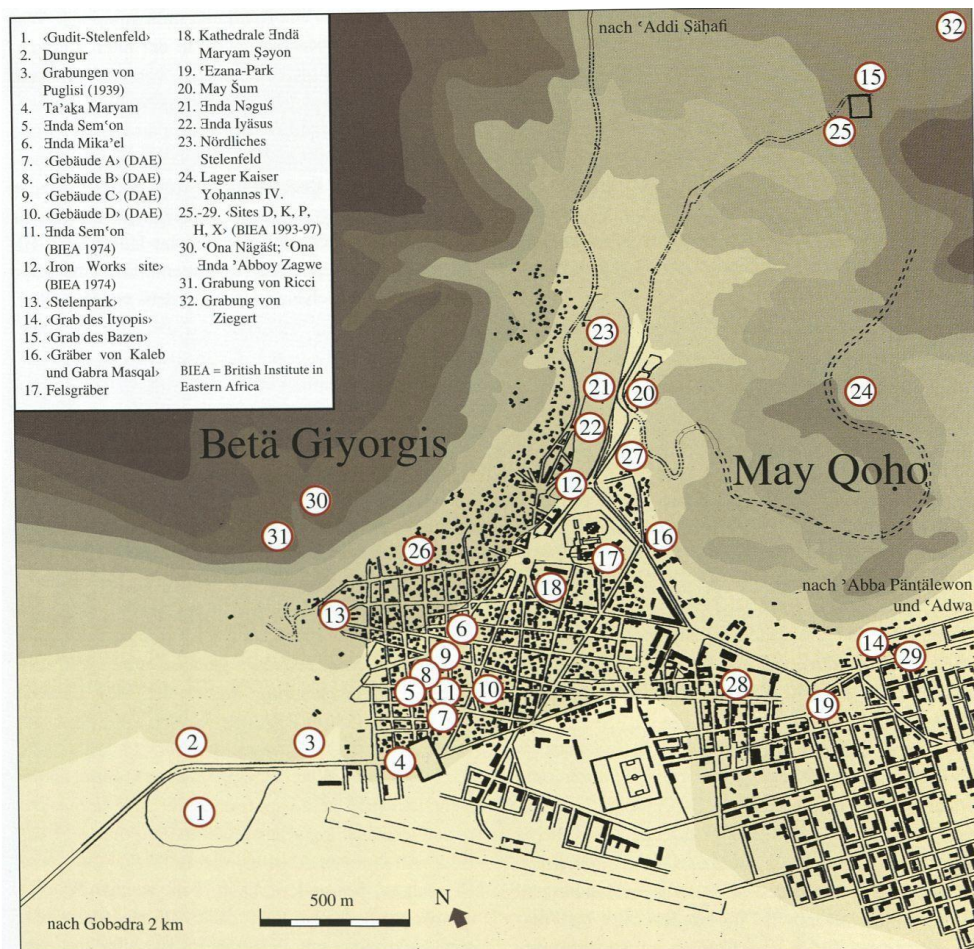 1. ‹Gudit-Stelenfeld›
2. Dungur
3. Grabungen von
Puglisi (1939)
4. Ta'aḵa Maryam
5. Ǝnda Semʿon
6. Ǝnda Mika'el
7. ‹Gebäude A› (DAE)
8. ‹Gebäude B› (DAE)
9. ‹Gebäude C› (DAE)
10. ‹Gebäude D› (DAE)
11. Ǝnda Semʿon
(BIEA 1974)
12. ‹Iron Works site›
(BIEA 1974)
13. ‹Stelenpark›
14. ‹Grab des Ityopis›
15. ‹Grab des Bazen›
16. ‹Gräber von Kaleb
und Gabra Masqal›
17. Felsgräber
18. Kathedrale Ǝndä
Maryam Ṣəyon
19. ʿEzana-Park
20. May Šum
21. Ǝnda Nəguś
22. Ǝnda Iyäsus
23. Nördliches
Stelenfeld
24. Lager Kaiser
Yoḥannəs IV.
25.-29. ‹Sites D, K, P,
H, X› (BIEA 1993-97)
30. ʿOna Nägäśt; ʿOna
Ǝnda ʾAbboy Zagwe
31. Grabung von Ricci
32. Grabung von
Ziegert
BIEA = British Institute in
Eastern Africa
nach ʿAddi Ṣäḥafi
32
15
25
23
21
20
24
22
Betä Giyorgis
27
May Qoḥo
12
30
31
26
17
16
18
nach ʾAbba Päntạ̈lewon
und ʿAdwa
13
6
14
29
9
8
5
11
10
28
7
19
2
3
4
1
500 m
N
nach Gobədra 2 km